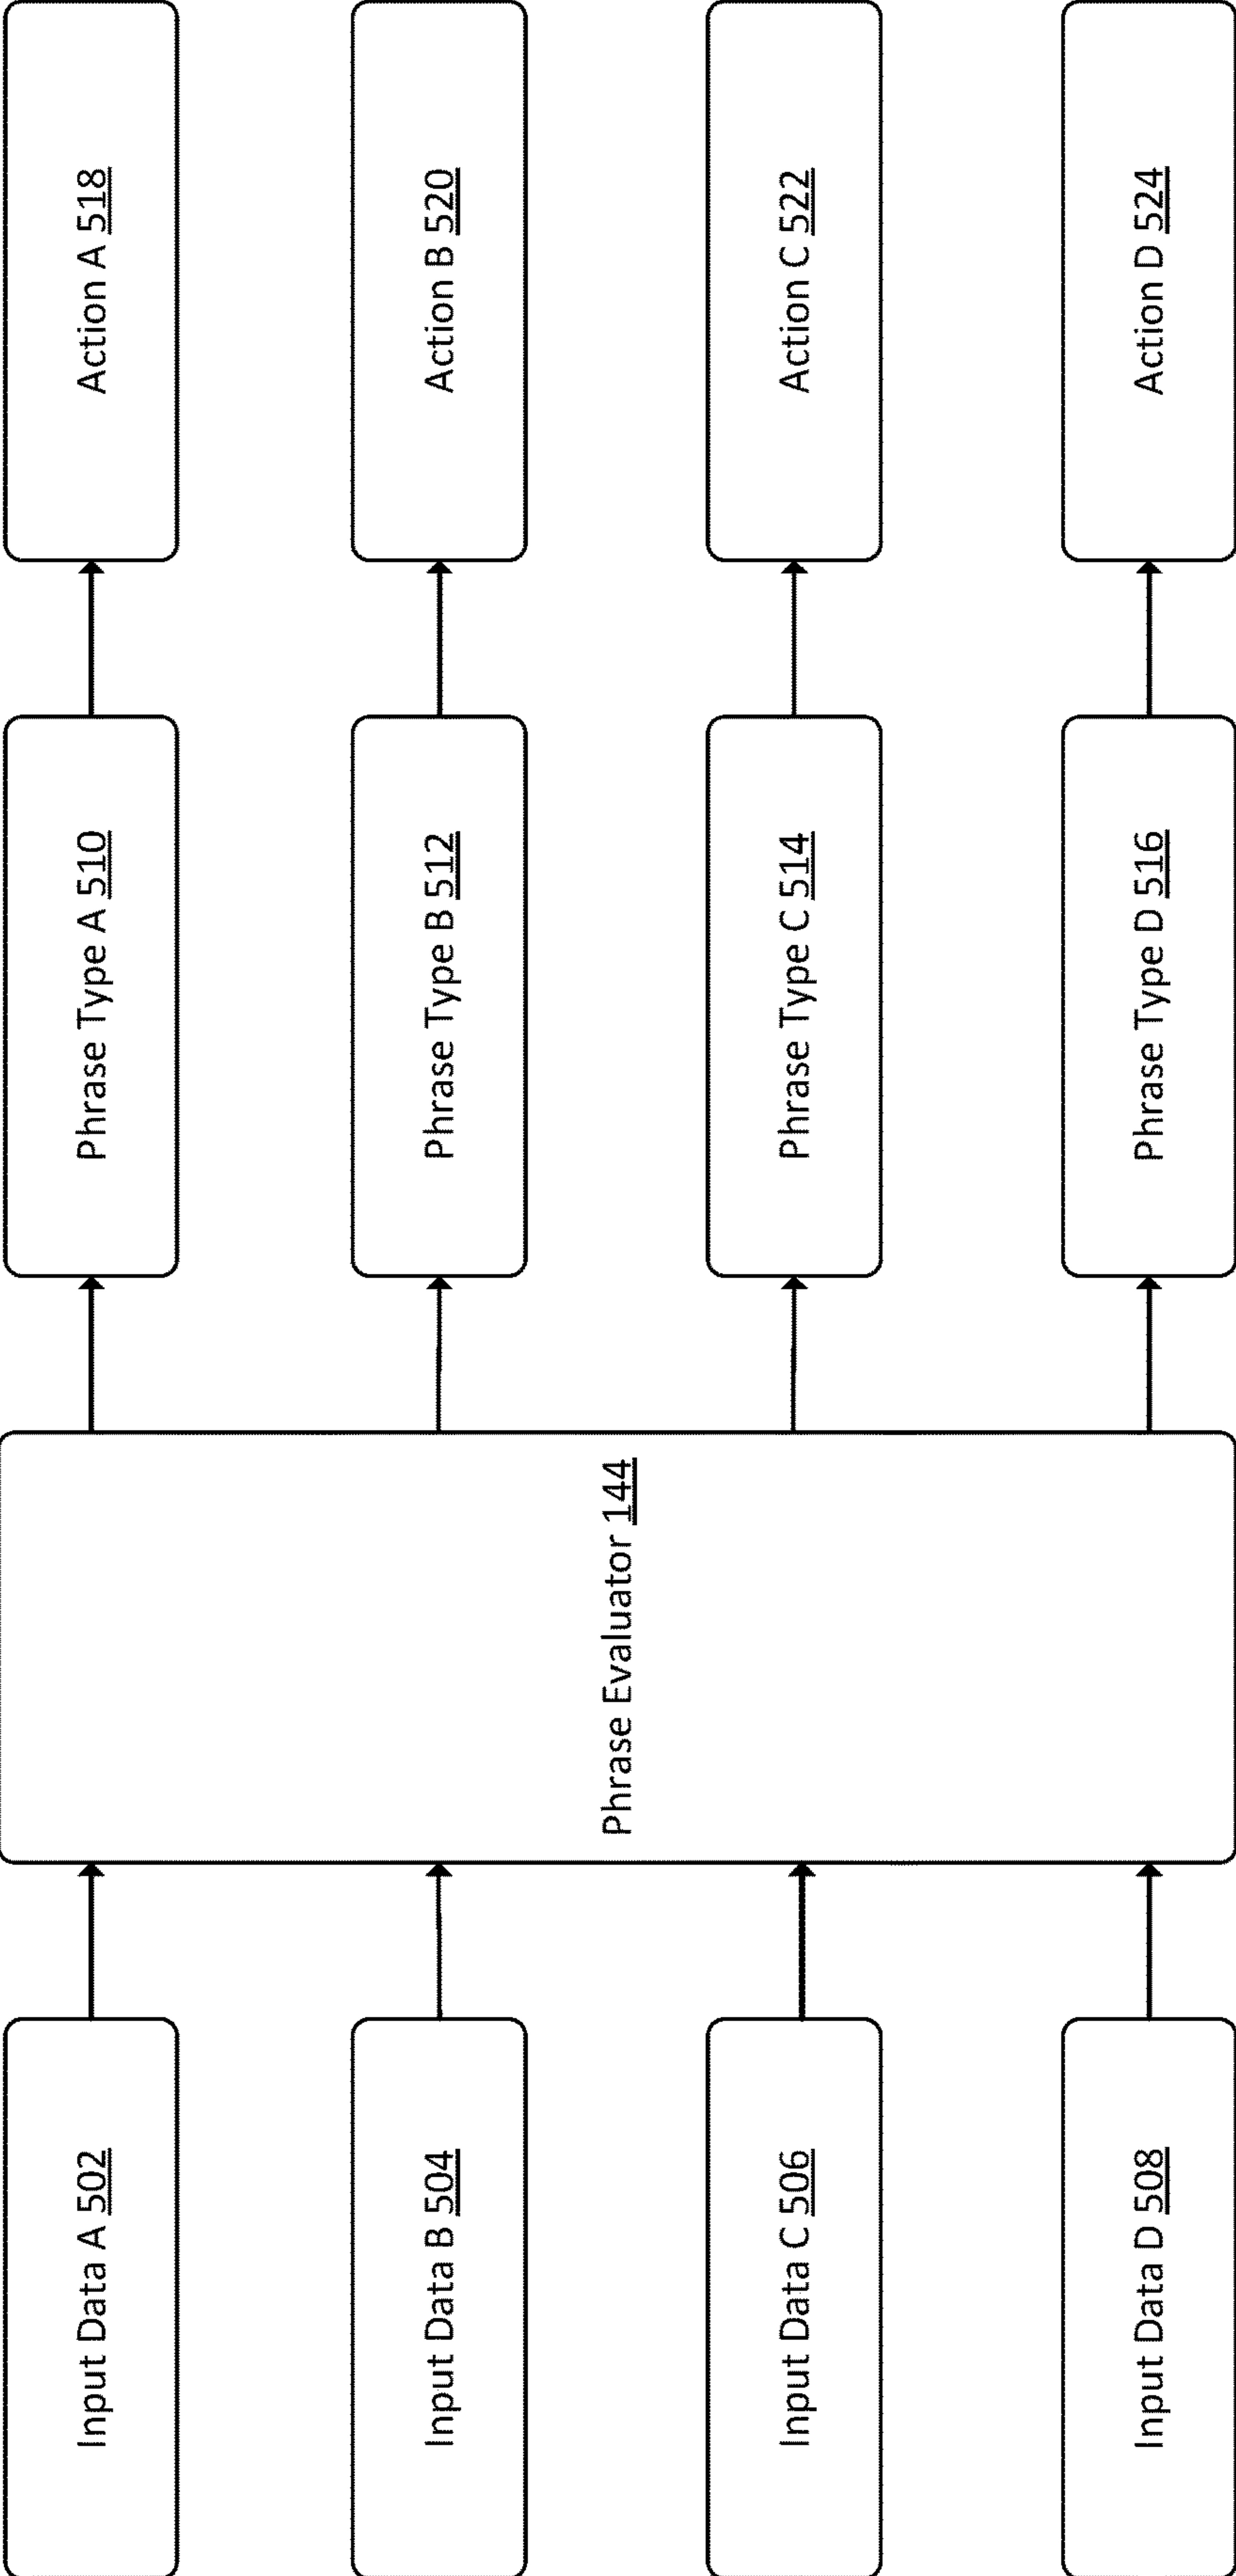 Input Data A 502
Input Data B 504
Input Data C 506
Input Data D 508
Phrase Evaluator 144
Phrase Type A 510
Phrase Type B 512
Phrase Type C 514
Phrase Type D 516
Action A 518
Action B 520
Action C 522
Action D 524